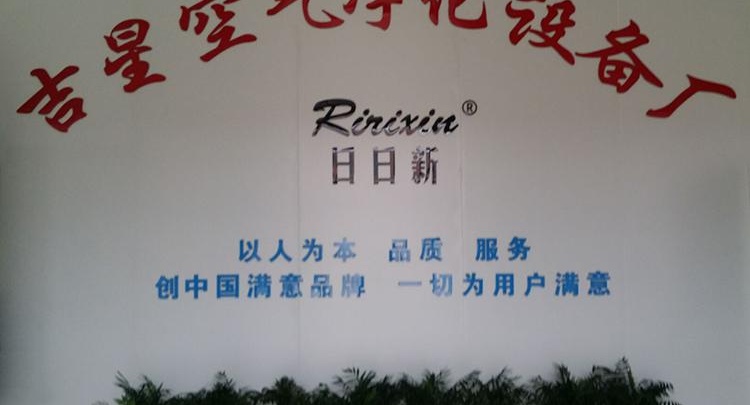 吉星空气净化设备厂
Ririxin®
日日新
以人为本 品质 服务
创中国满意品牌 一切为用户满意